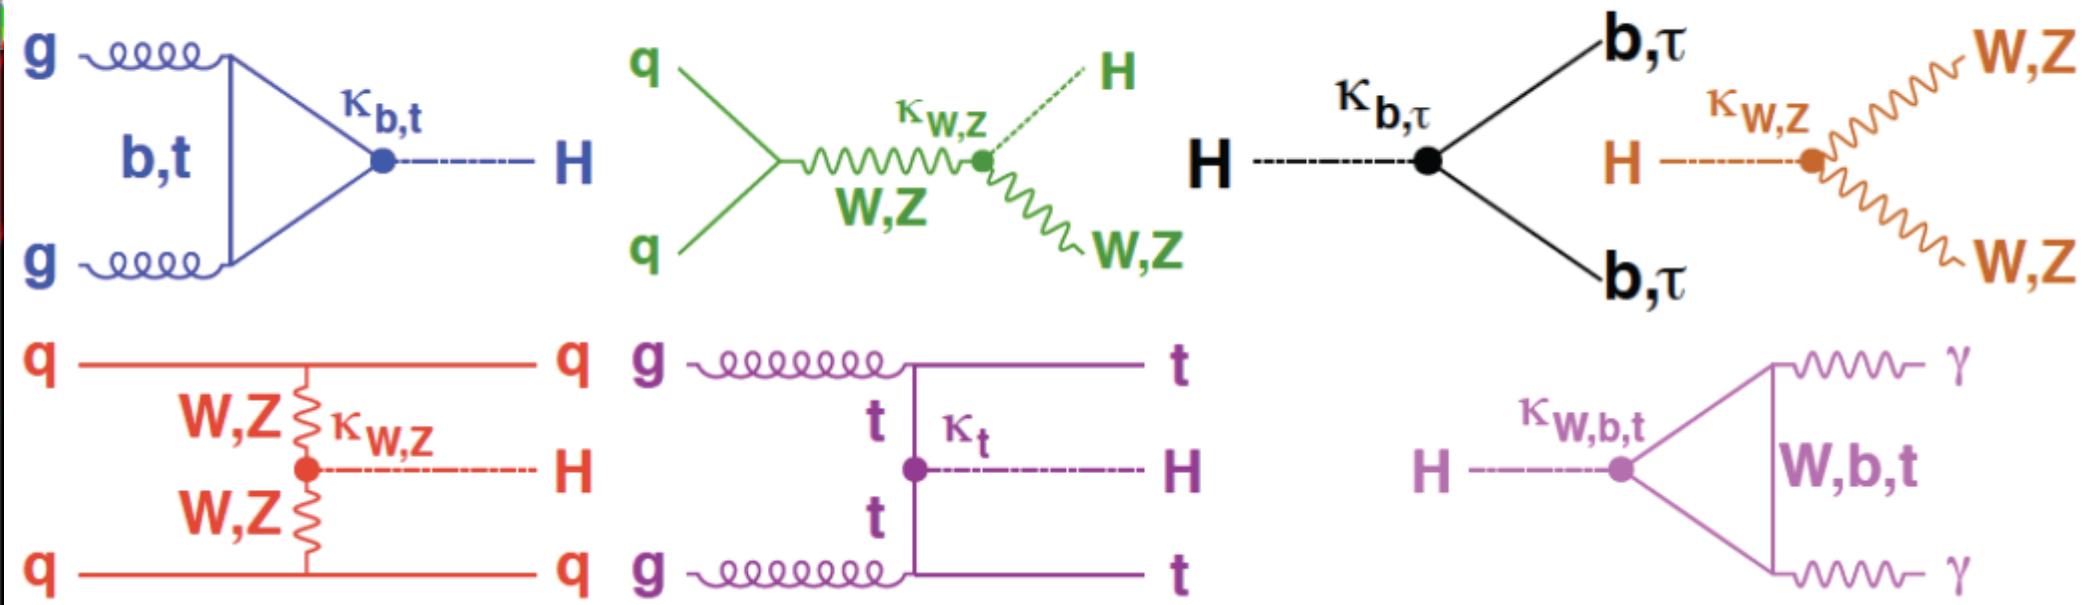 g
κb,t
b,t
H
g
q
H
κW,Z
W,Z
q
W,Z
b,τ
κb,τ
H
b,τ
W,Z
κW,Z
H
W,Z
q
q
W,Z
κW,Z
H
W,Z
q
q
g
t
t
κt
H
t
g
t
γ
κW,b,t
H
W,b,t
γ